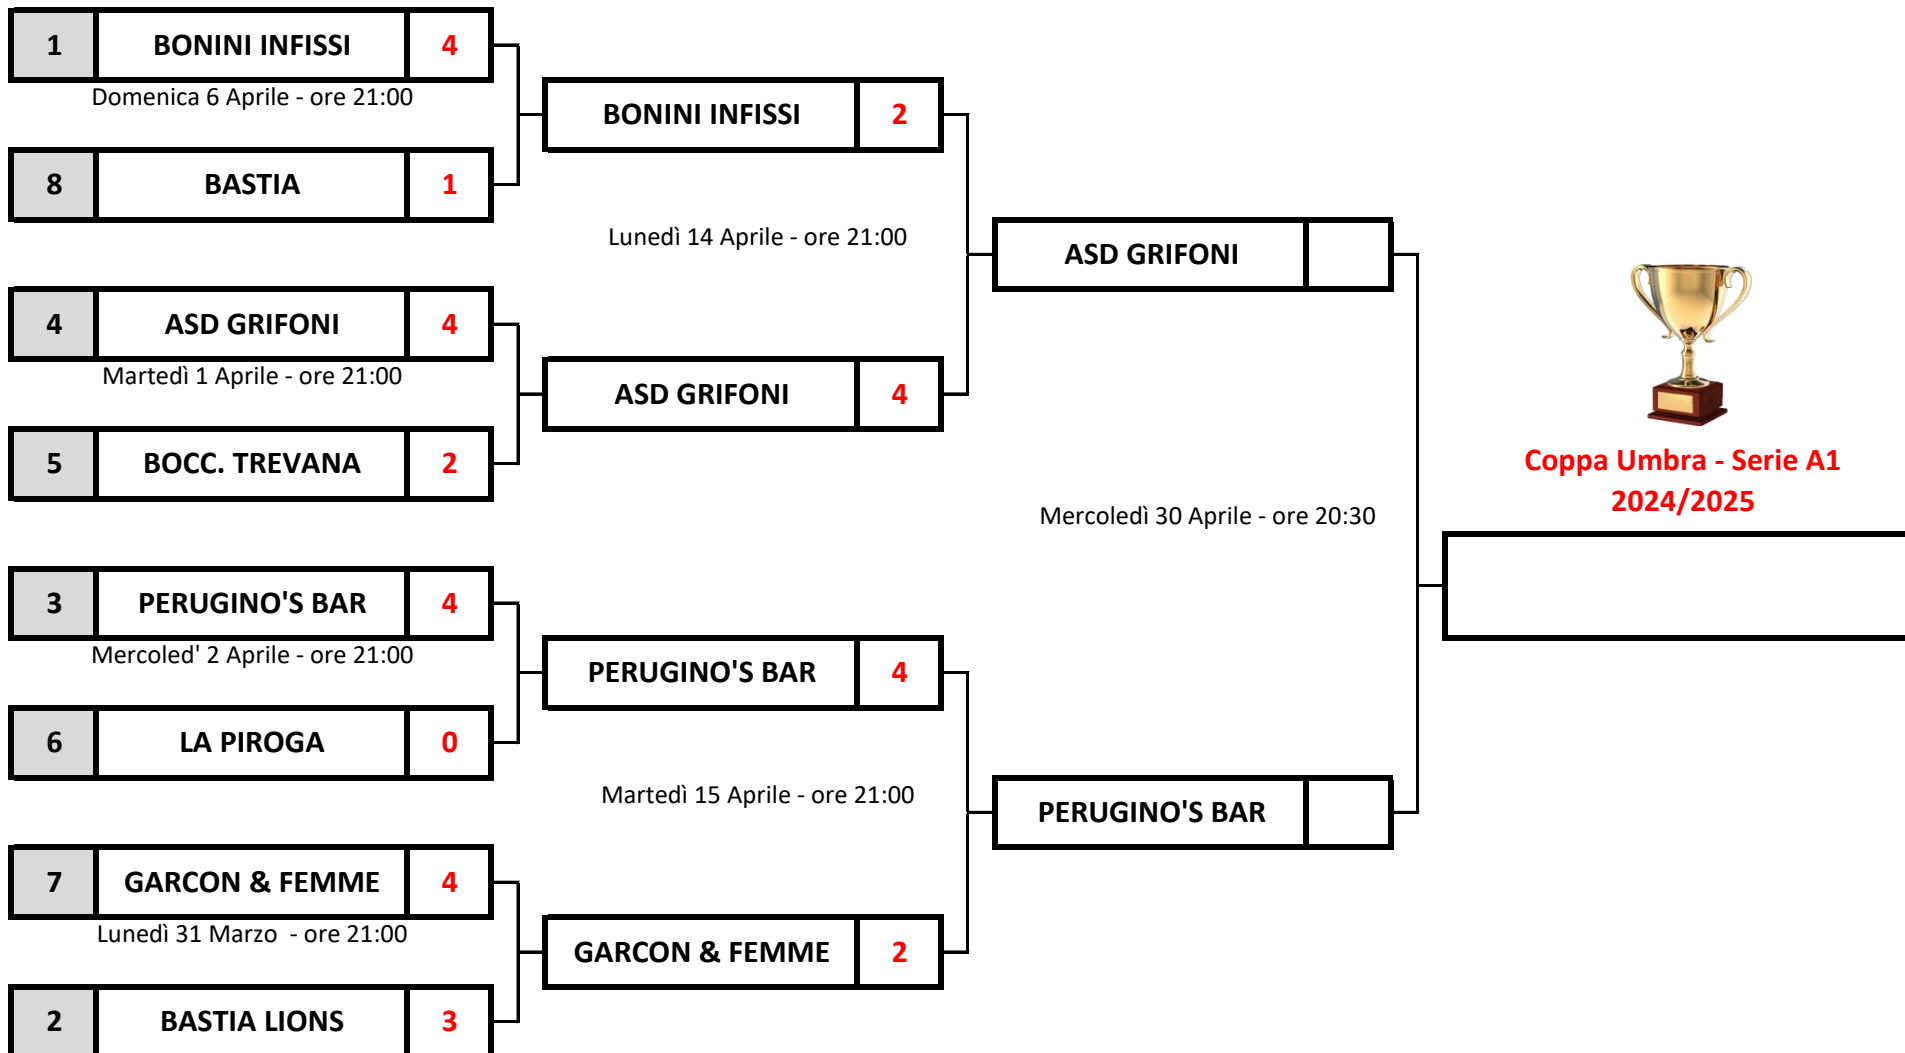 1 BONINI INFISSI 4
Domenica 6 Aprile - ore 21:00
8 BASTIA 1
4 ASD GRIFONI 4
Martedì 1 Aprile - ore 21:00
5 BOCC. TREVANA 2
3 PERUGINO'S BAR 4
Mercoled' 2 Aprile - ore 21:00
6 LA PIROGA 0
7 GARCON & FEMME 4
Lunedì 31 Marzo - ore 21:00
2 BASTIA LIONS 3
BONINI INFISSI 2
Lunedì 14 Aprile - ore 21:00
ASD GRIFONI 4
PERUGINO'S BAR 4
Martedì 15 Aprile - ore 21:00
GARCON & FEMME 2
ASD GRIFONI
Mercoledì 30 Aprile - ore 20:30
PERUGINO'S BAR
Coppa Umbra - Serie A1
2024/2025